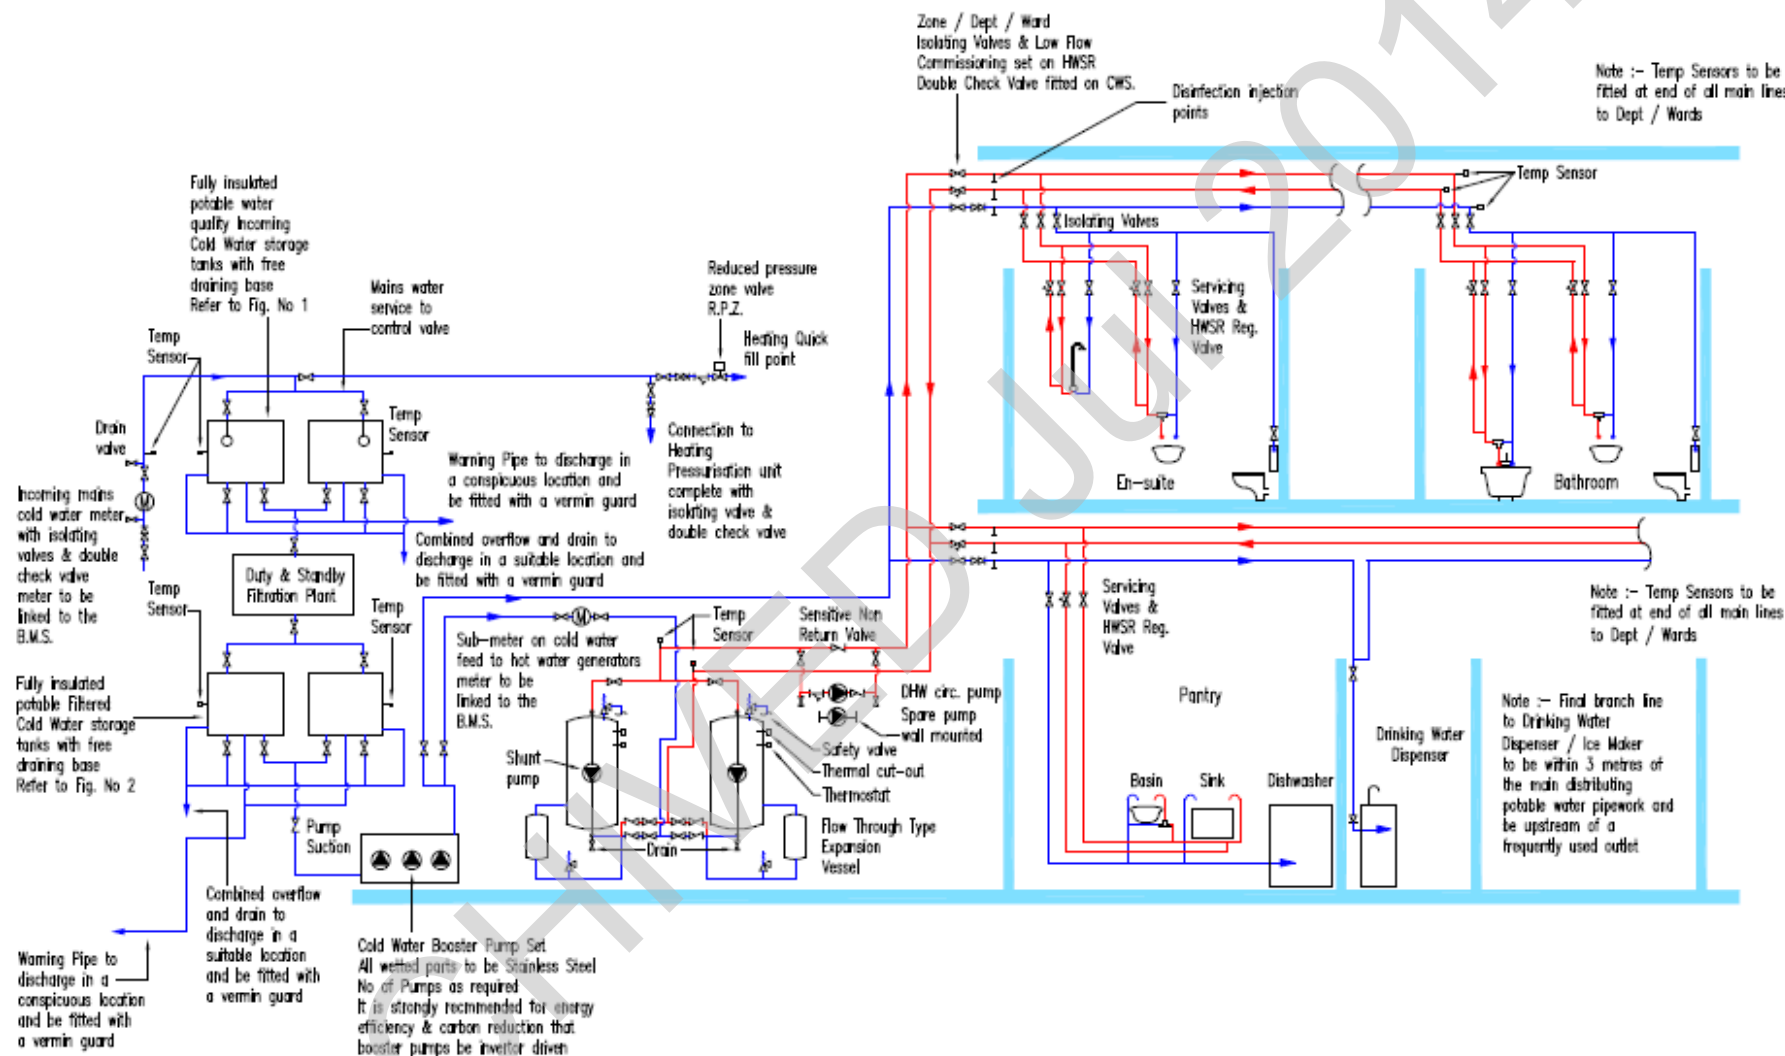 Zone / Dept / Ward
Isolating Valves & Low Flow
Commissioning set on HWSR
Double Check Valve fitted on CWS.
Disinfection injection
points
Note :- Temp Sensors to be
fitted at end of all main lines
to Dept / Wards
Temp Sensor
Isolating Valves
Servicing
Valves &
HWSR Reg.
Valve
En-suite
Bathroom
Fully insulated
potable water
quality Incoming
Cold Water storage
tanks with free
draining base
Refer to Fig. No 1
Mains water
service to
control valve
Reduced pressure
zone valve
R.P.Z.
Heating Quick
fill point
Temp
Sensor
Temp
Sensor
Drain
valve
Incoming mains
cold water meter
with isolating
valves & double
check valve
meter to be
linked to the
B.M.S.
M
Warning Pipe to discharge in
a conspicuous location and
be fitted with a vermin guard
Combined overflow and drain to
discharge in a suitable location and
be fitted with a vermin guard
Connection to
Heating
Pressurisation unit
complete with
isolating valve &
double check valve
Duty & Standby
Filtration Plant
Temp
Sensor
Temp
Sensor
Fully insulated
potable Filtered
Cold Water storage
tanks with free
draining base
Refer to Fig. No 2
M
Sub-meter on cold water
feed to hot water generators
meter to be
linked to the
B.M.S.
Temp
Sensor
Sensitive Non
Return Valve
DHW circ. pump
Spare pump
wall mounted
Safety valve
Thermal cut-out
Thermostat
Shunt
pump
Flow Through Type
Expansion
Vessel
Drain
Pump
Suction
Combined overflow
and drain to
discharge in a
suitable location
and be fitted with
a vermin guard
Warning Pipe to
discharge in a
conspicuous location
and be fitted with
a vermin guard
Cold Water Booster Pump Set
All wetted parts to be Stainless Steel
No of Pumps as required
It is strongly recmmended for energy
efficiency & carbon reduction that
booster pumps be invertor driven
Servicing
Valves &
HWSR Reg.
Valve
Pantry
Basin
Sink
Dishwasher
Drinking Water
Dispenser
Note :- Temp Sensors to be
fitted at end of all main lines
to Dept / Wards
Note :- Final branch line
to Drinking Water
Dispenser / Ice Maker
to be within 3 metres of
the main distributing
potable water pipework and
be upstream of a
frequently used outlet
CHIVED Jul 2014